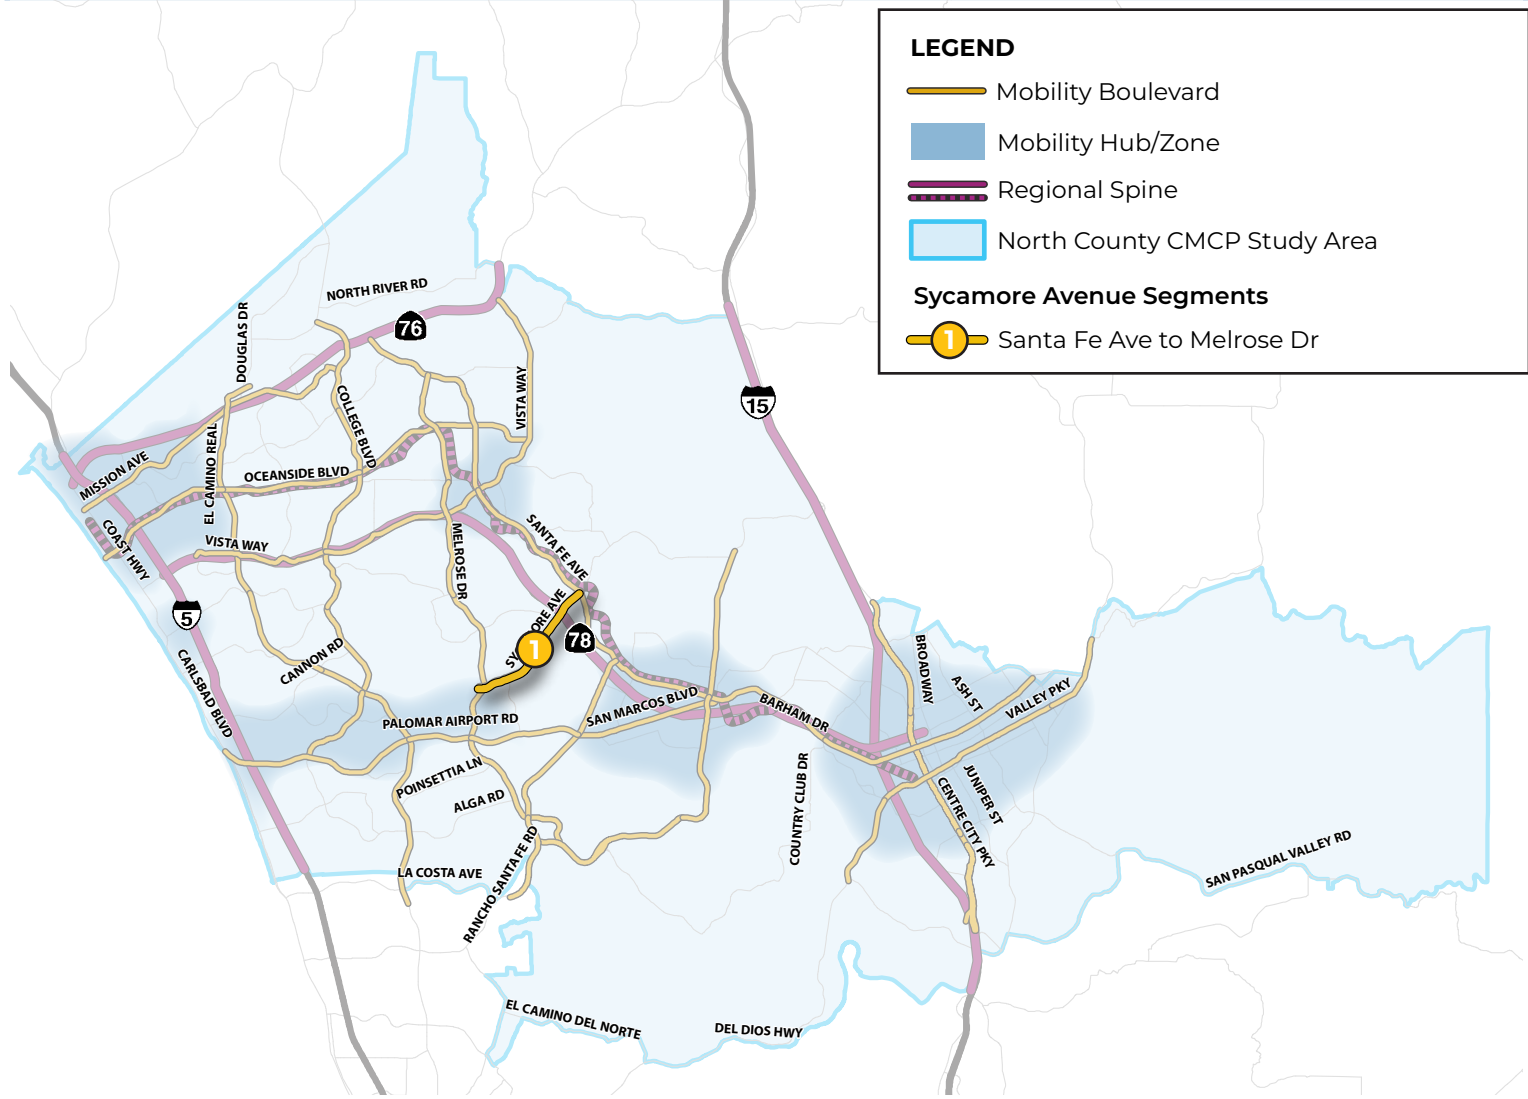 LEGEND
Mobility Boulevard
Mobility Hub/Zone
Regional Spine
North County CMCP Study Area
Sycamore Avenue Segments
1 Santa Fe Ave to Melrose Dr
NORTH RIVER RD
76
DOUGLAS DR
COLLEGE BLVD
VISTA WAY
15
EL CAMINO REAL
MISSION AVE
OCEANSIDE BLVD
COAST HWY
VISTA WAY
MELROSE DR
SANTA FE AVE
SY ORE AVE
1
78
5
CANNON RD
CARLSBAD BLVD
PALOMAR AIRPORT RD
SAN MARCOS BLVD
BARHAM DR
BROADWAY
ASH ST
VALLEY PKY
POINSETTIA LN
ALGA RD
COUNTRY CLUB DR
JUNIPER ST
CENTRE CITY PKY
RANCHO SANTA FE RD
LA COSTA AVE
SAN PASQUAL VALLEY RD
EL CAMINO DEL NORTE
DEL DIOS HWY